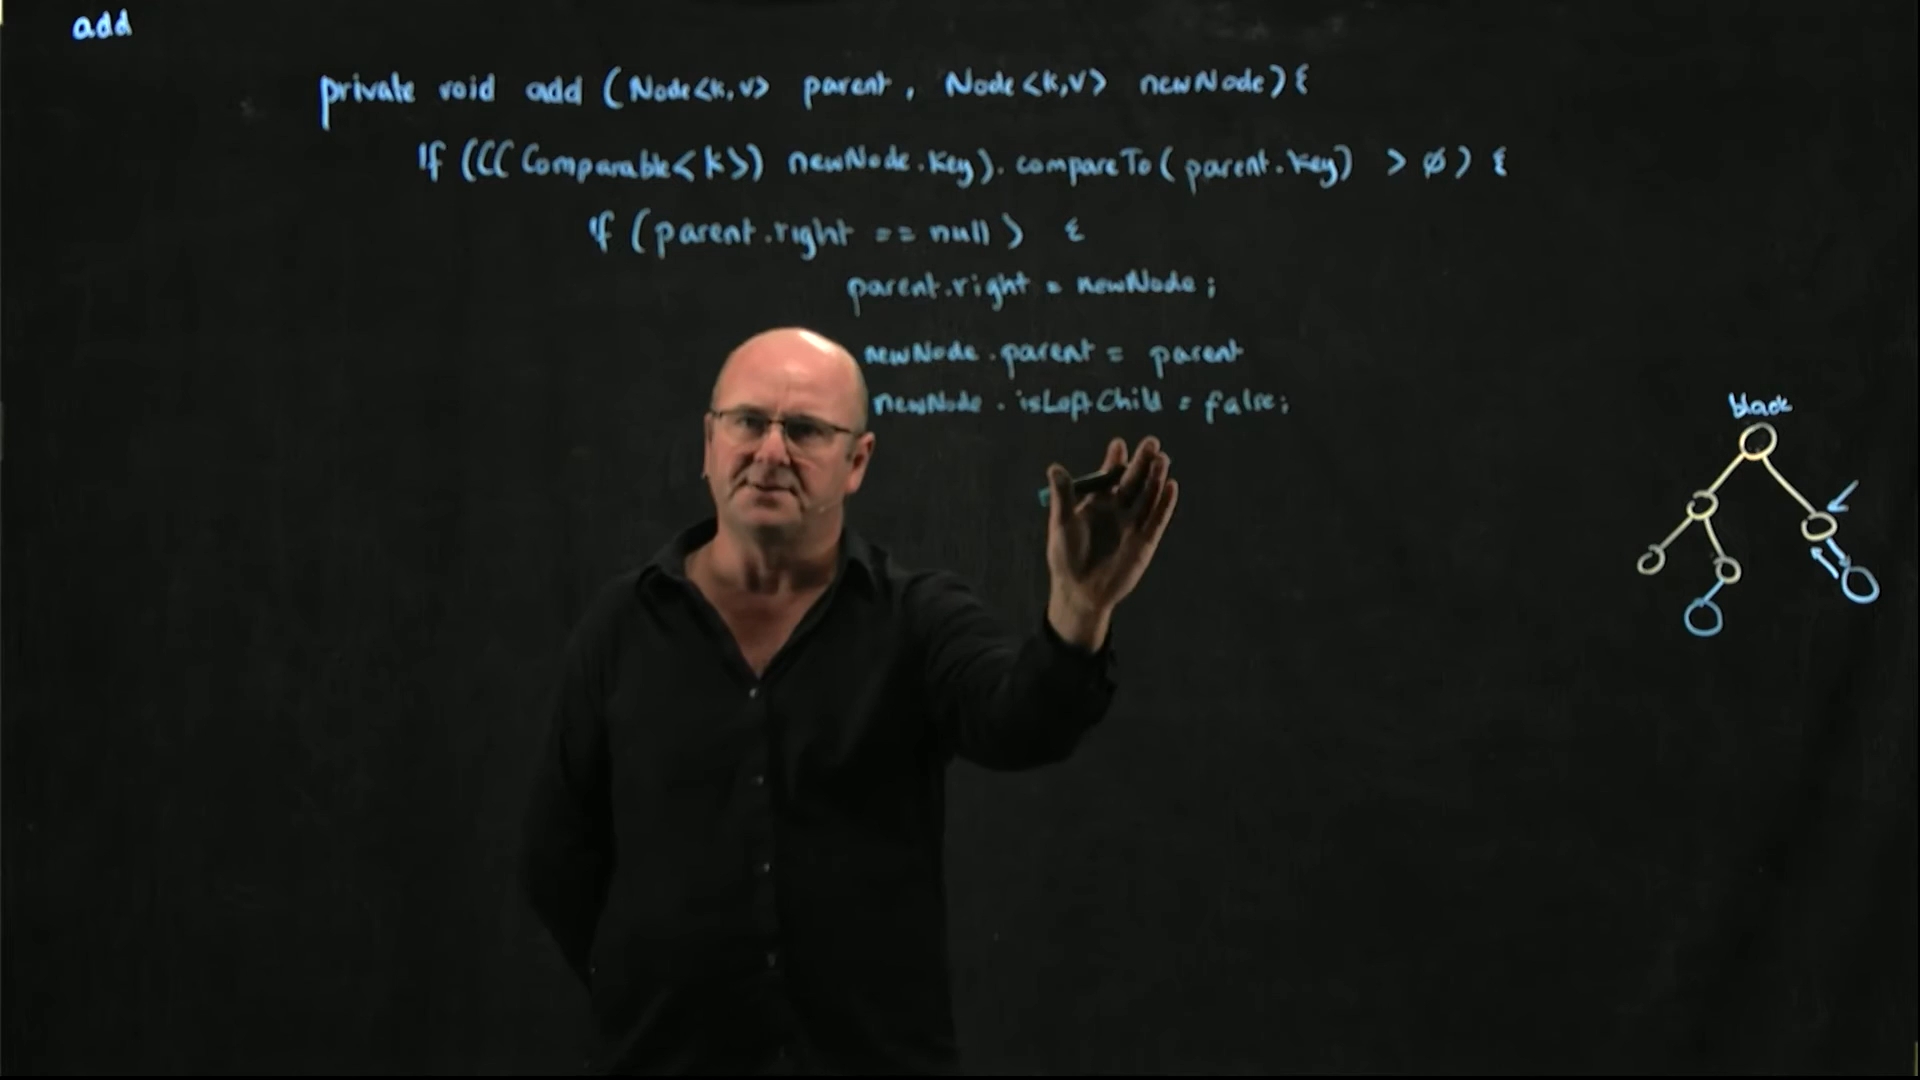 add
private void add (Node<k,v> parent, Node<k,v> newNode){
If (((Comparable<k>) newNode.key).compareTo(parent.key) > 0) {
If (parent.right == null) {
parent.right = newNode;
newNode.parent = parent
newNode.isLeftChild = false;
black